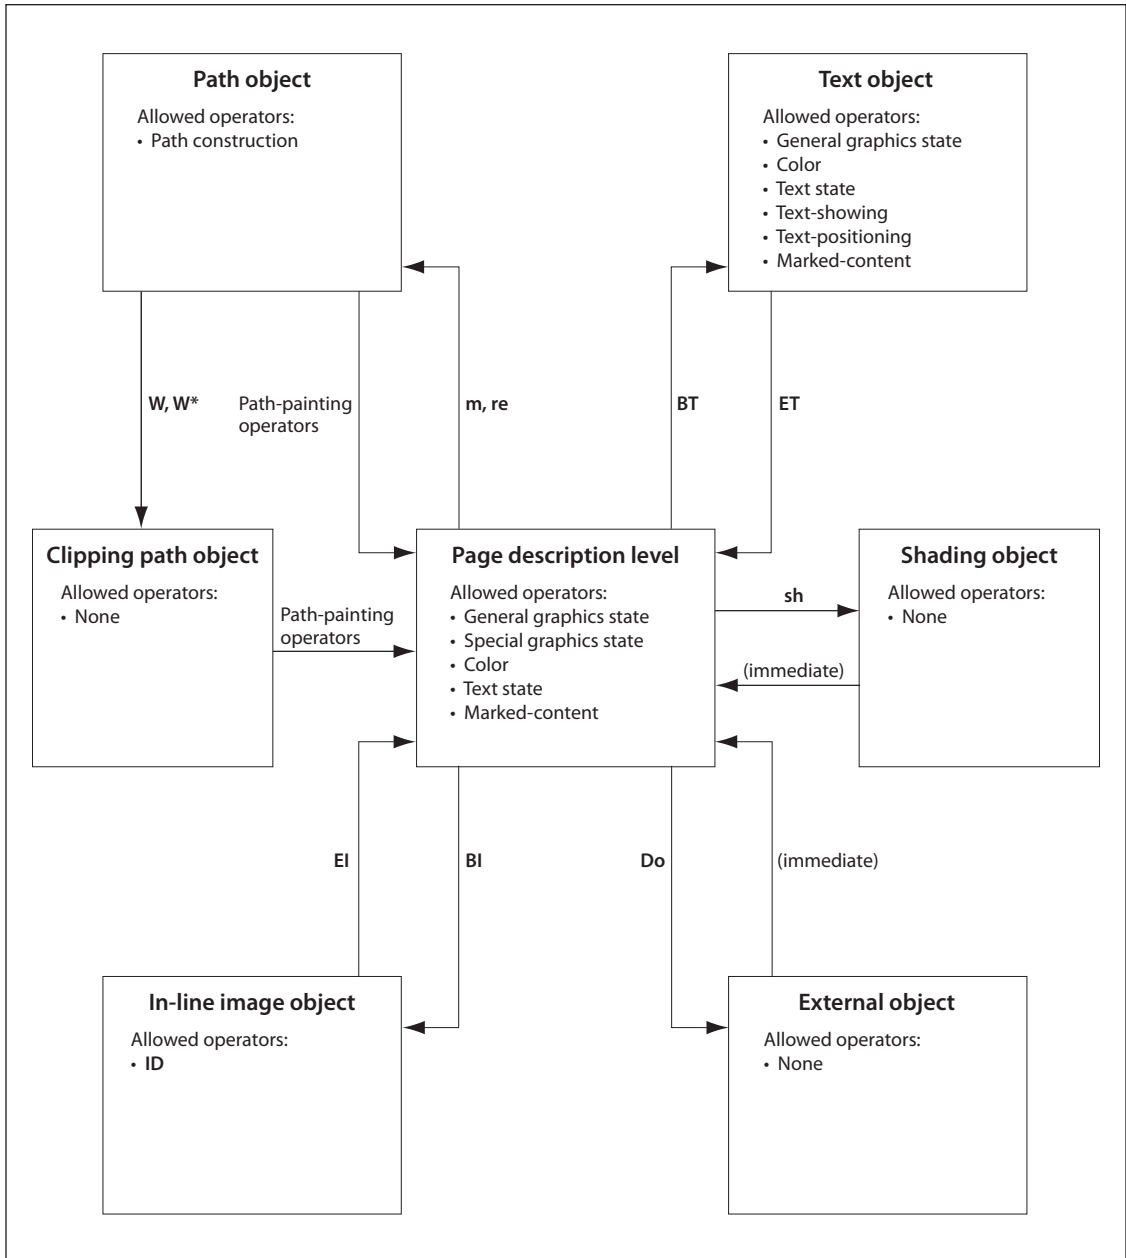 Path object
Allowed operators:
• Path construction
Text object
Allowed operators:
• General graphics state
• Color
• Text state
• Text-showing
• Text-positioning
• Marked-content
W, W*
Path-painting
operators
m, re
BT
ET
Clipping path object
Allowed operators:
• None
Path-painting
operators
Page description level
Allowed operators:
• General graphics state
• Special graphics state
• Color
• Text state
• Marked-content
sh
(immediate)
Shading object
Allowed operators:
• None
EI
BI
Do
(immediate)
In-line image object
Allowed operators:
• ID
External object
Allowed operators:
• None